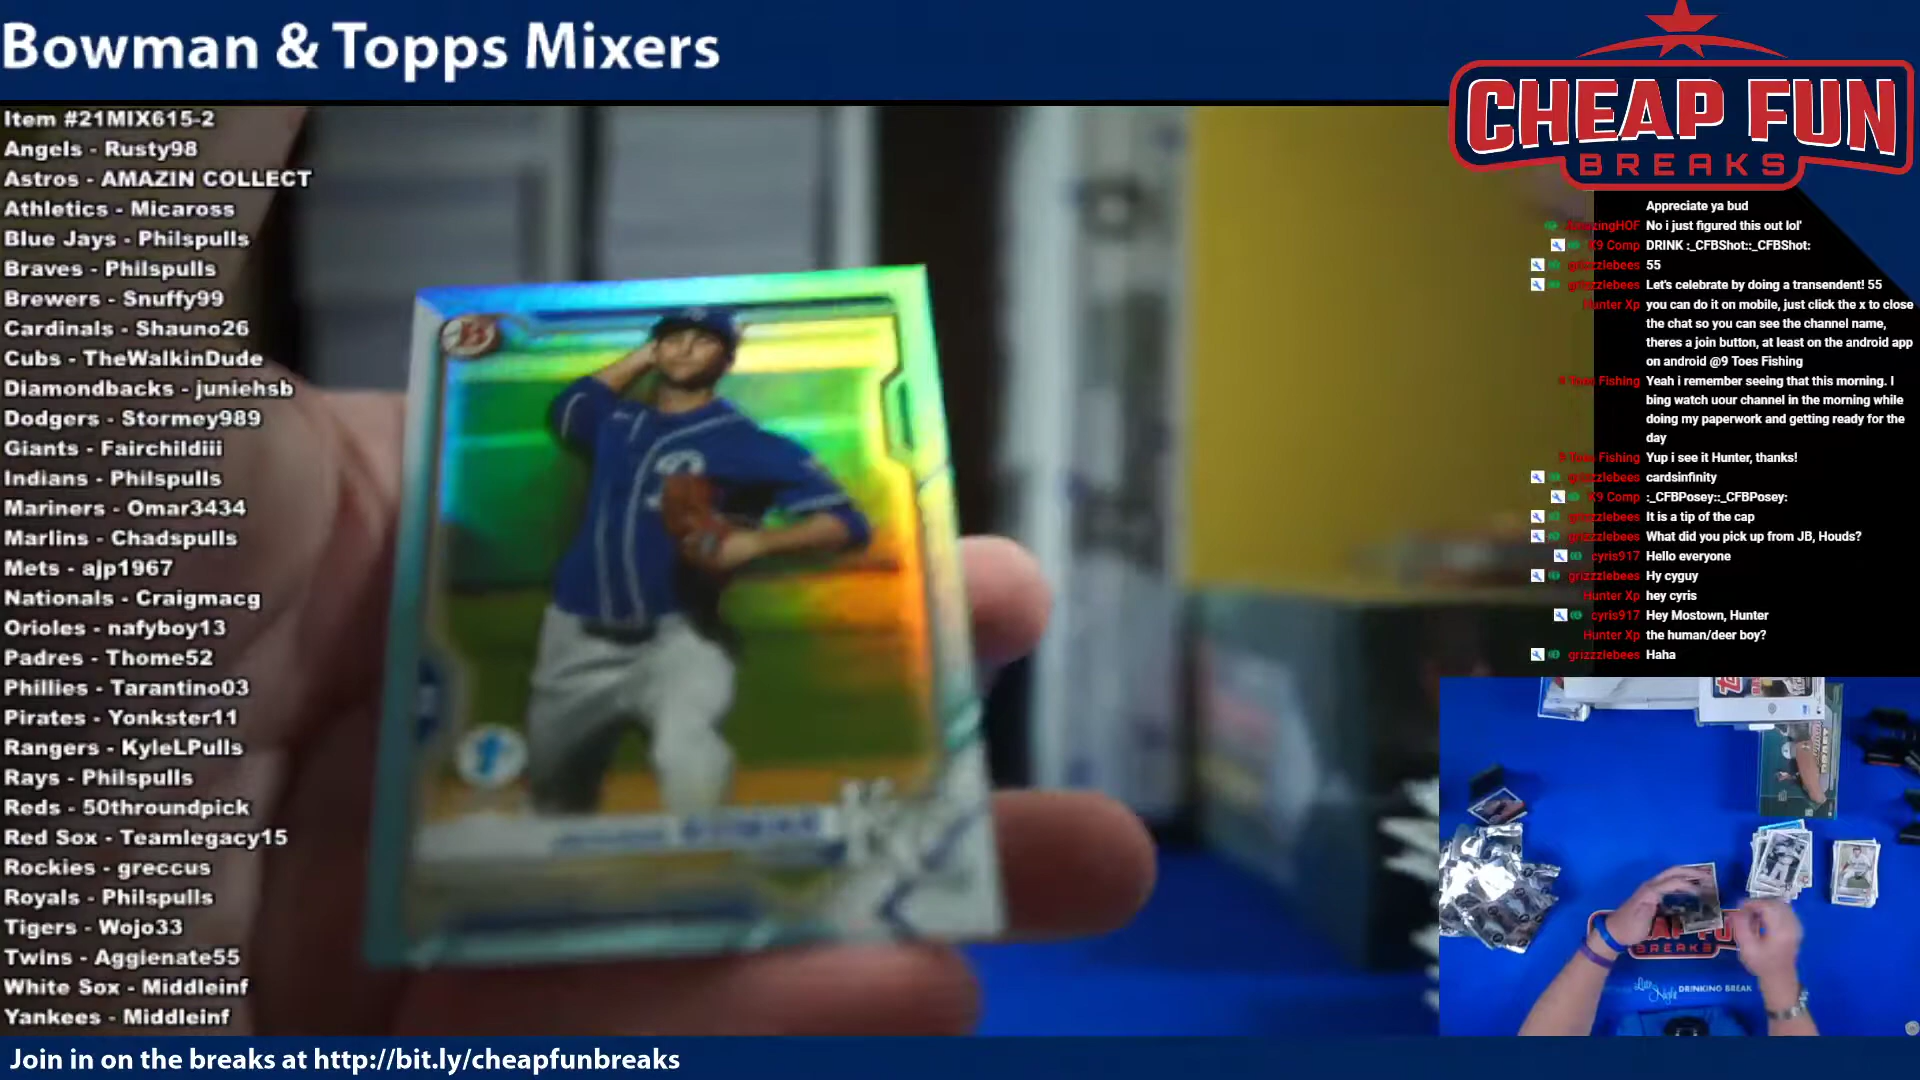 Bowman & Topps Mixers
CHEAP FUN
BREAKS
Item #21MIX615-2
Angels - Rusty98
Astros - AMAZIN COLLECT
Athletics - Micaross
Blue Jays - Philspulls
Braves - Philspulls
Brewers - Snuffy99
Cardinals - Shauno26
Cubs - TheWalkinDude
Diamondbacks - juniehsb
Dodgers - Stormey989
Giants - Fairchildiii
Indians - Philspulls
Mariners - Omar3434
Marlins - Chadspulls
Mets - ajp1967
Nationals - Craigmacg
Orioles - nafyboy13
Padres - Thome52
Phillies - Tarantino03
Pirates - Yonkster11
Rangers - KyleLPulls
Rays - Philspulls
Reds - 50throundpick
Red Sox - Teamlegacy15
Rockies - greccus
Royals - Philspulls
Tigers - Wojo33
Twins - Aggienate55
White Sox - Middleinf
Yankees - Middleinf
Appreciate ya bud
No i just figured this out lol'
K9 Comp DRINK :_CFBShot::_CFBShot:
grizzzlebees 55
grizzzlebees Let's celebrate by doing a transendent! 55
Hunter Xp you can do it on mobile, just click the x to close
the chat so you can see the channel name,
theres a join button, at least on the android app
on android @9 Toes Fishing
9 Toes Fishing Yeah i remember seeing that this morning. I
bing watch uour channel in the morning while
doing my paperwork and getting ready for the
day
9 Toes Fishing Yup i see it Hunter, thanks!
grizzzlebees cardsinfinity
K9 Comp :_CFBPosey::_CFBPosey:
grizzzlebees It is a tip of the cap
grizzzlebees What did you pick up from JB, Houds?
cyris917 Hello everyone
grizzzlebees Hy cyguy
Hunter Xp hey cyris
cyris917 Hey Mostown, Hunter
Hunter Xp the human/deer boy?
grizzzlebees Haha
BREAKS
Late Night DRINKING BREAK
Join in on the breaks at http://bit.ly/cheapfunbreaks